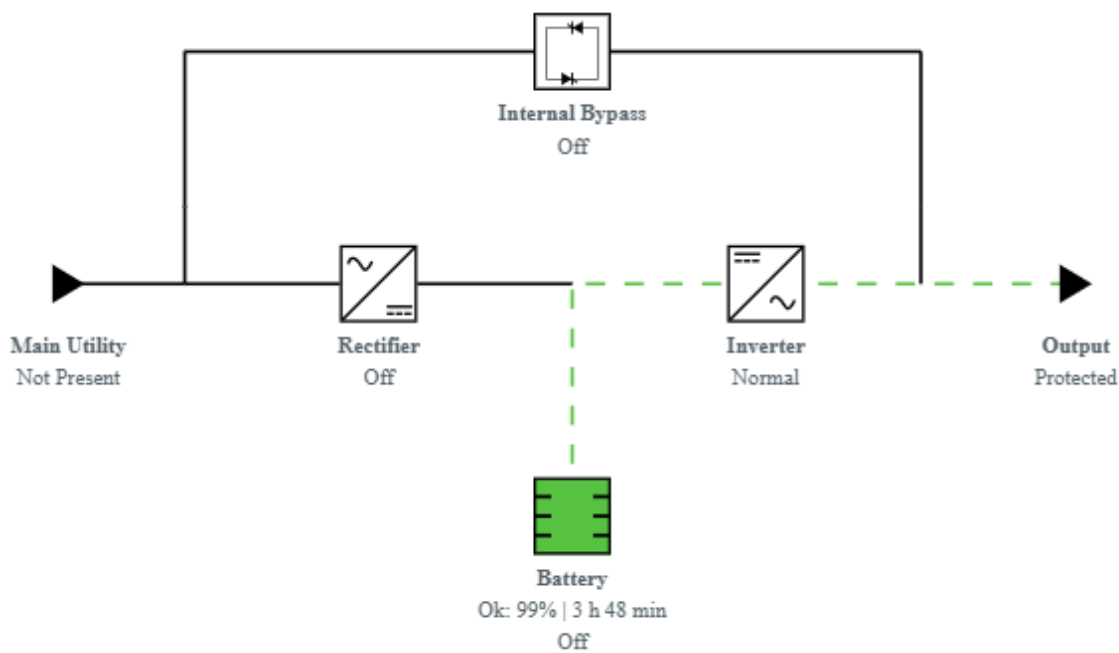 Internal Bypass
Off
Main Utility
Not Present
Rectifier
Off
Inverter
Normal
Output
Protected
Battery
Ok: 99% | 3 h 48 min
Off